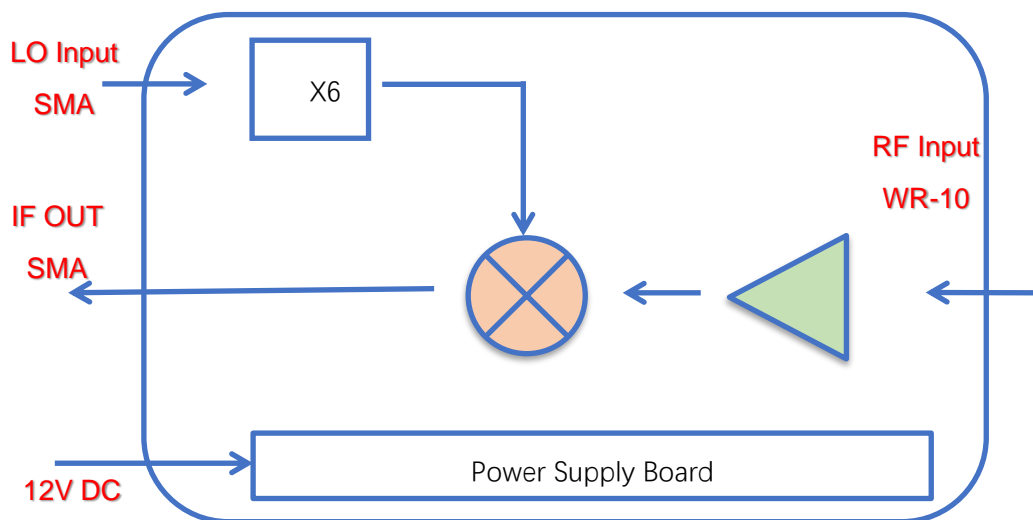 LO Input
SMA
X6
RF Input
WR-10
IF OUT
SMA
Power Supply Board
12V DC